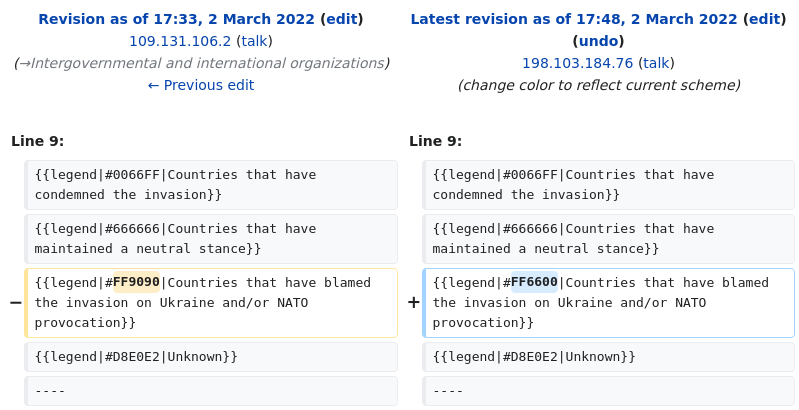 Revision as of 17:33, 2 March 2022 (edit)
109.131.106.2 (talk)
(→Intergovernmental and international organizations)
← Previous edit
Latest revision as of 17:48, 2 March 2022 (edit)
(undo)
198.103.184.76 (talk)
(change color to reflect current scheme)
Line 9:
{{legend|#0066FF|Countries that have
condemned the invasion}}
{{legend|#666666|Countries that have
maintained a neutral stance}}
− {{legend|#FF9090|Countries that have blamed
the invasion on Ukraine and/or NATO
provocation}}
{{legend|#D8E0E2|Unknown}}
----
Line 9:
{{legend|#0066FF|Countries that have
condemned the invasion}}
{{legend|#666666|Countries that have
maintained a neutral stance}}
+ {{legend|#FF6600|Countries that have blamed
the invasion on Ukraine and/or NATO
provocation}}
{{legend|#D8E0E2|Unknown}}
----